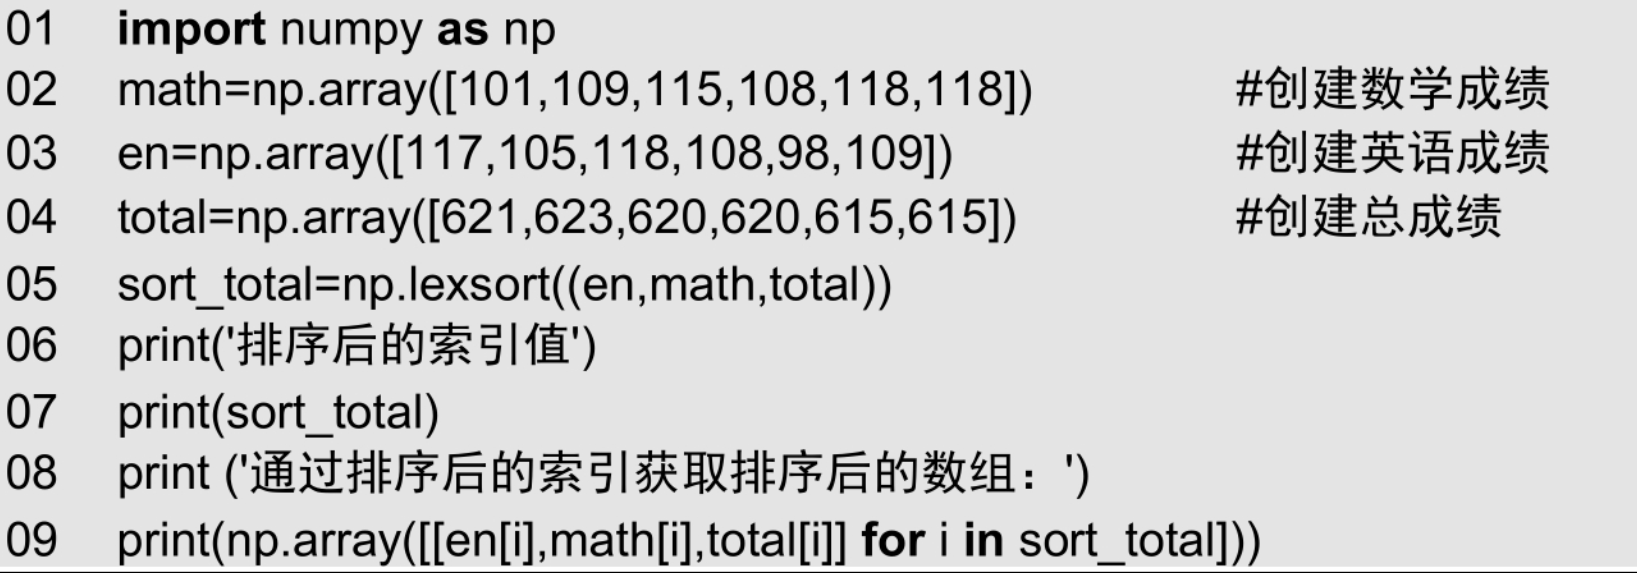 01 import numpy as np
02 math=np.array([101,109,115,108,118,118]) #创建数学成绩
03 en=np.array([117,105,118,108,98,109]) #创建英语成绩
04 total=np.array([621,623,620,620,615,615]) #创建总成绩
05 sort_total=np.lexsort((en,math,total))
06 print('排序后的索引值')
07 print(sort_total)
08 print ('通过排序后的索引获取排序后的数组：')
09 print(np.array([[en[i],math[i],total[i]] for i in sort_total]))